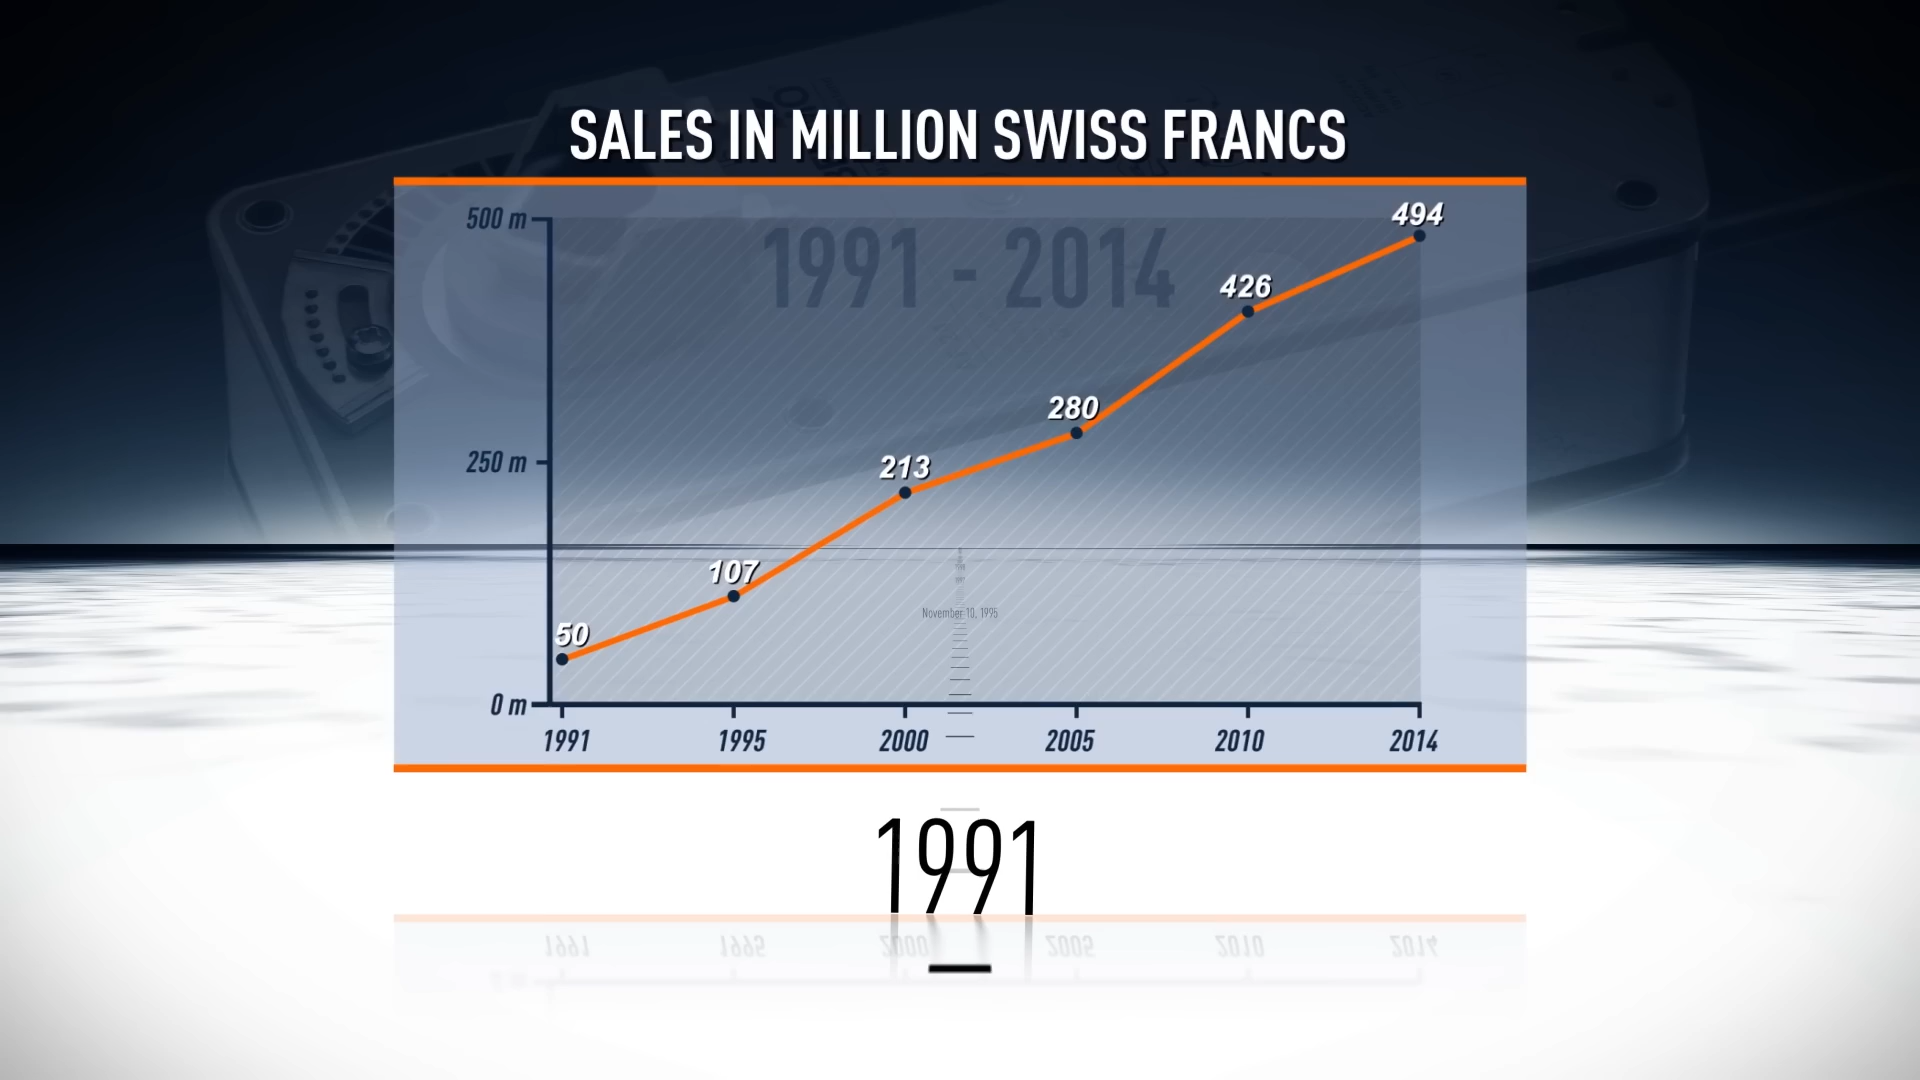 SALES IN MILLION SWISS FRANCS
500 m
1991 - 2014
494
426
280
250 m
213
107
November 10, 1995
50
0 m
1991 1995 2000 2005 2010 2014
1991